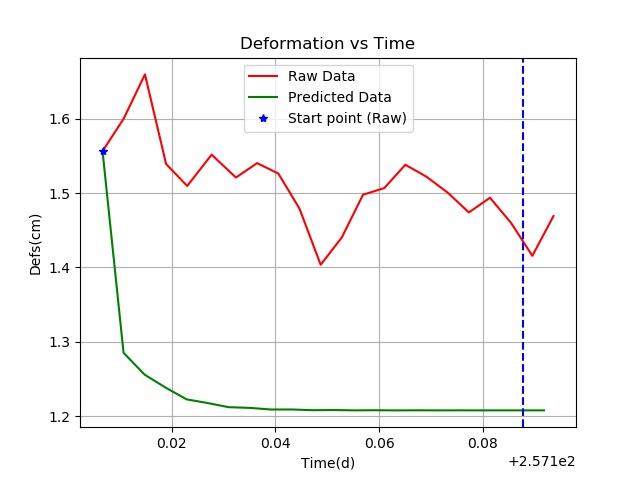 Deformation vs Time
Raw Data
Predicted Data
Start point (Raw)
Defs(cm)
1.6
1.5
1.4
1.3
1.2
0.02 0.04 0.06 0.08
Time(d)
+2.571e2